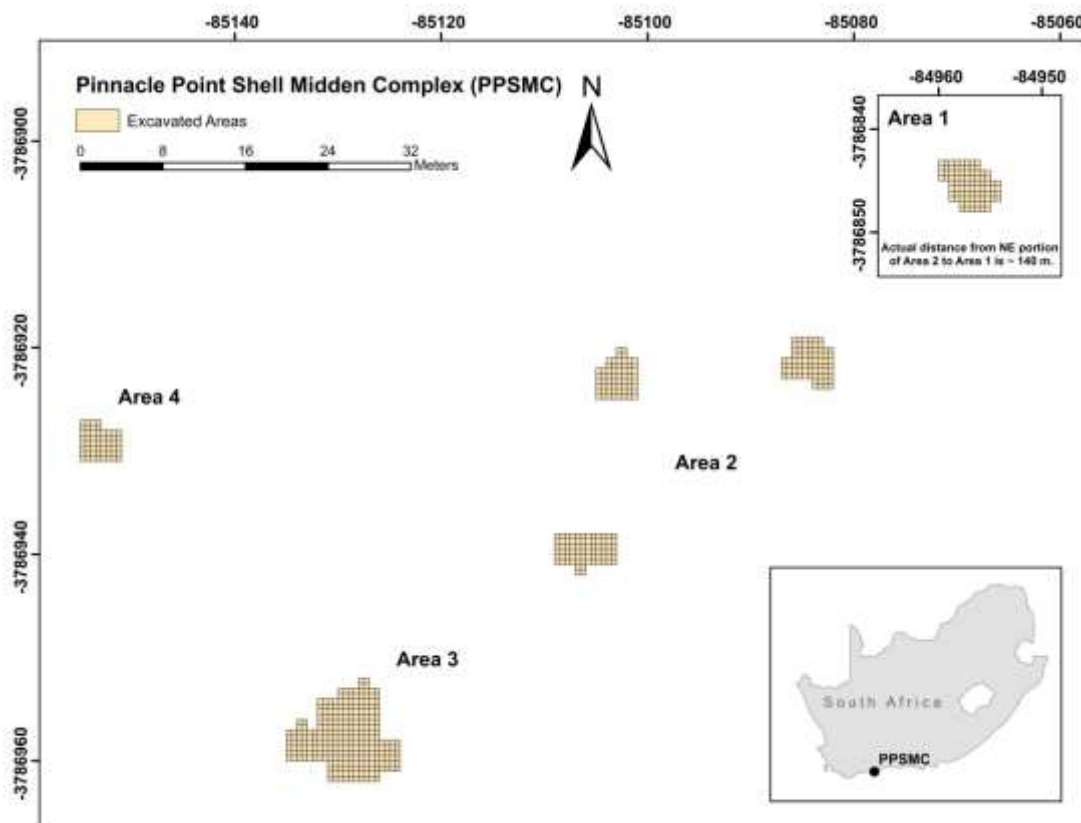 -85140 -85120 -85100 -85080 -85060
Pinnacle Point Shell Midden Complex (PPSMC)
Excavated Areas
0 8 16 24 32
Meters
N
-84960 -84950
Area 1
-3786840
-3786850
Actual distance from NE portion
of Area 2 to Area 1 is ~ 140 m.
-3786900
-3786920
-3786940
-3786960
Area 4
Area 2
Area 3
South Africa
PPSMC